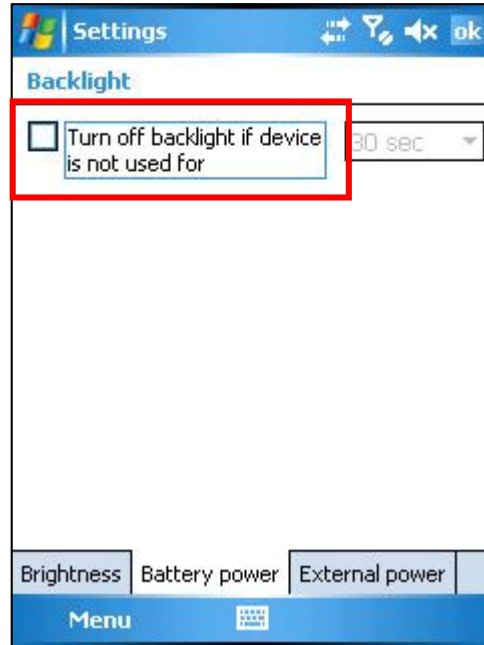 Settings
ok
Backlight
Turn off backlight if device
is not used for
30 sec
Brightness Battery power External power
Menu